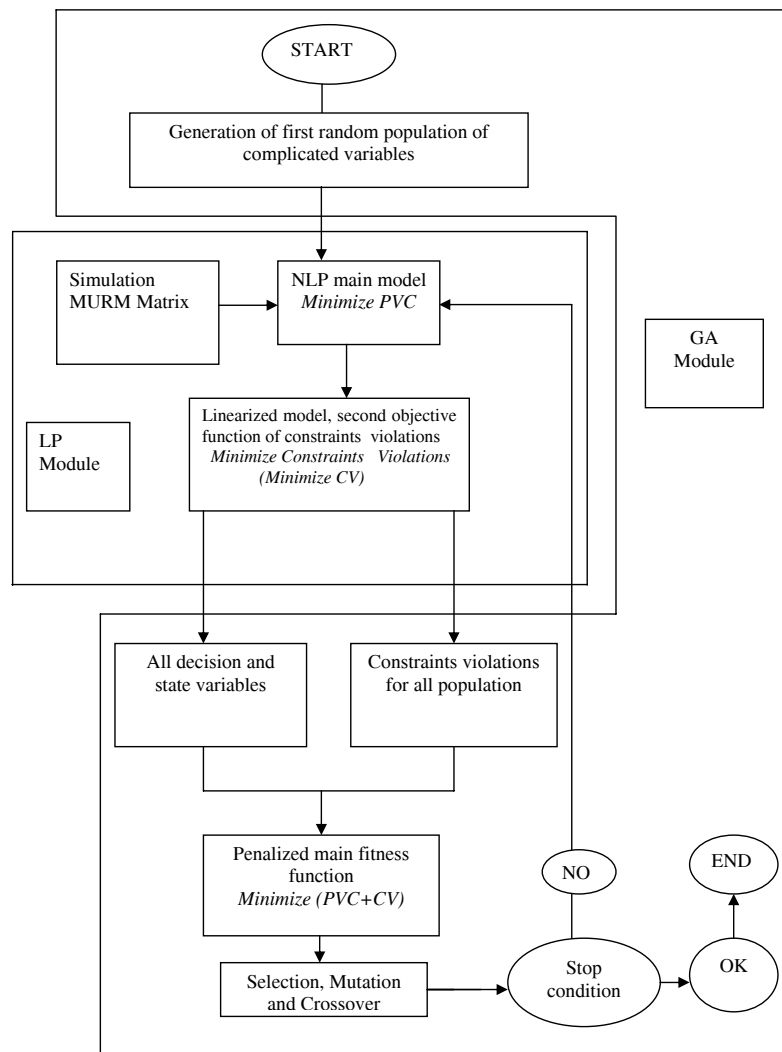 START
Generation of first random population of
complicated variables
Simulation
MURM Matrix
NLP main model
Minimize PVC
GA
Module
LP
Module
Linearized model, second objective
function of constraints violations
Minimize Constraints Violations
(Minimize CV)
All decision and
state variables
Constraints violations
for all population
Penalized main fitness
function
Minimize (PVC+CV)
NO
END
Selection, Mutation
and Crossover
Stop
condition
OK